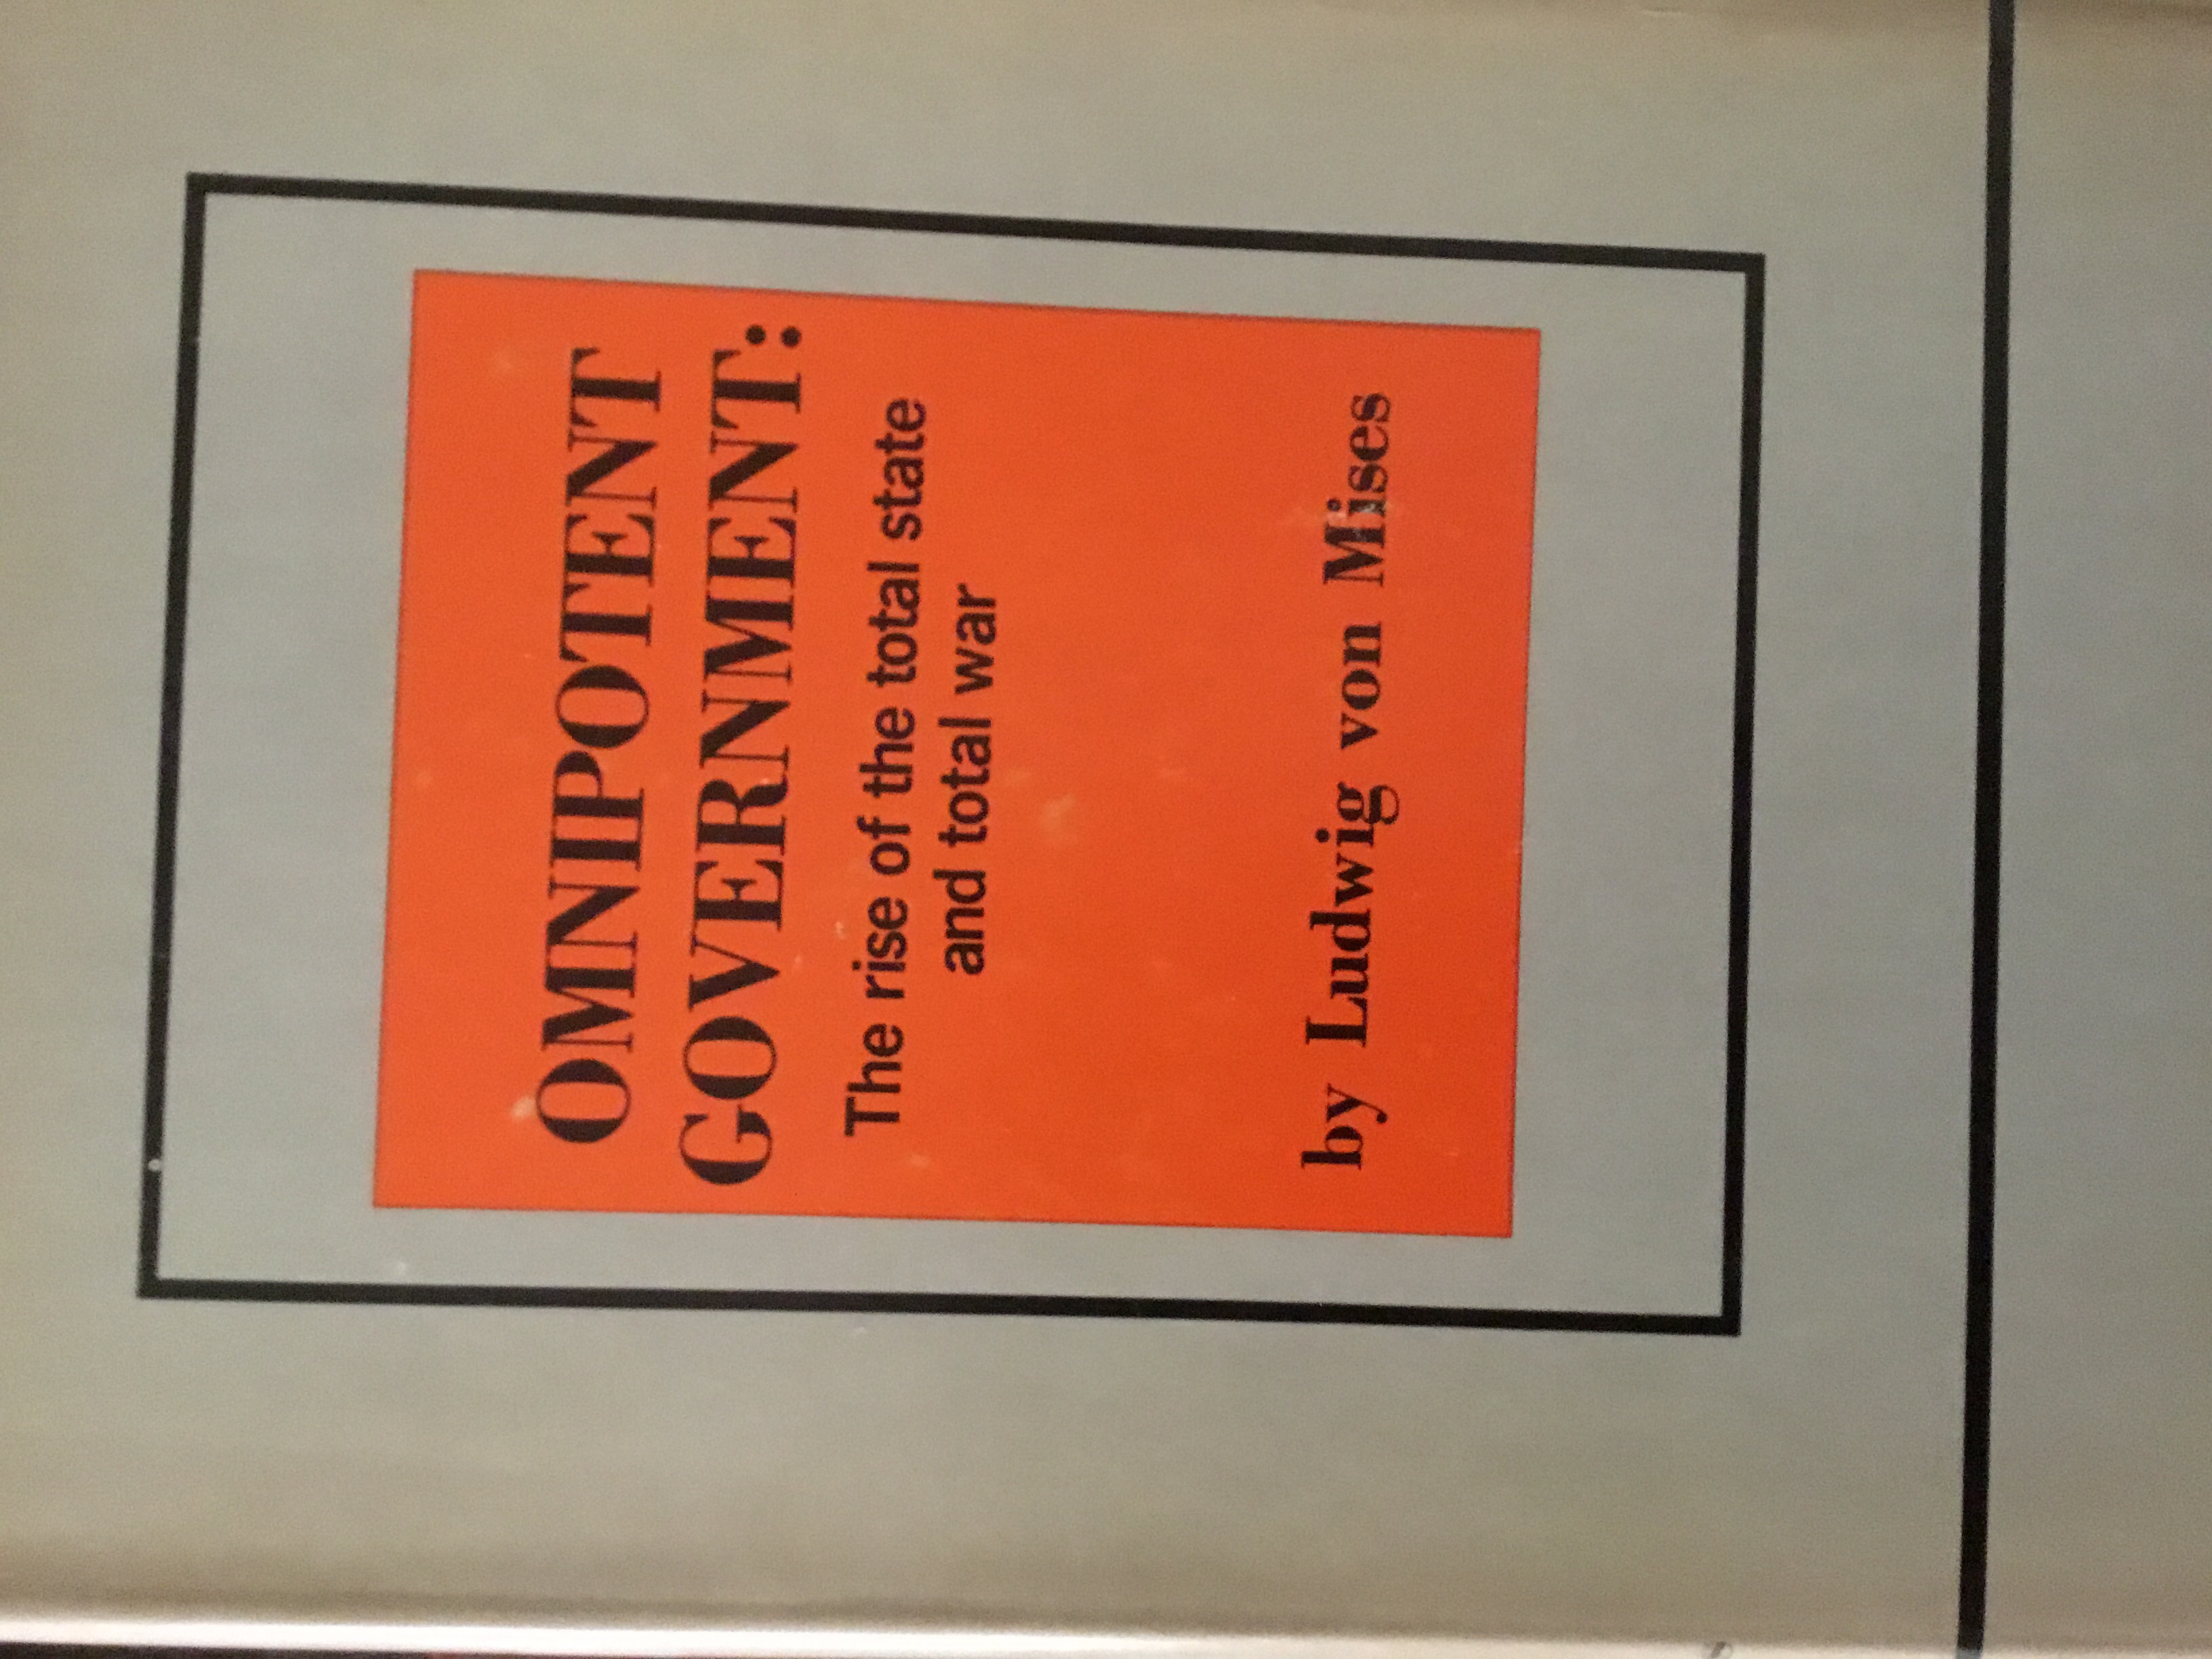 OMNIPOTENT
GOVERNMENT:
The rise of the total state
and total war
by Ludwig von Mises